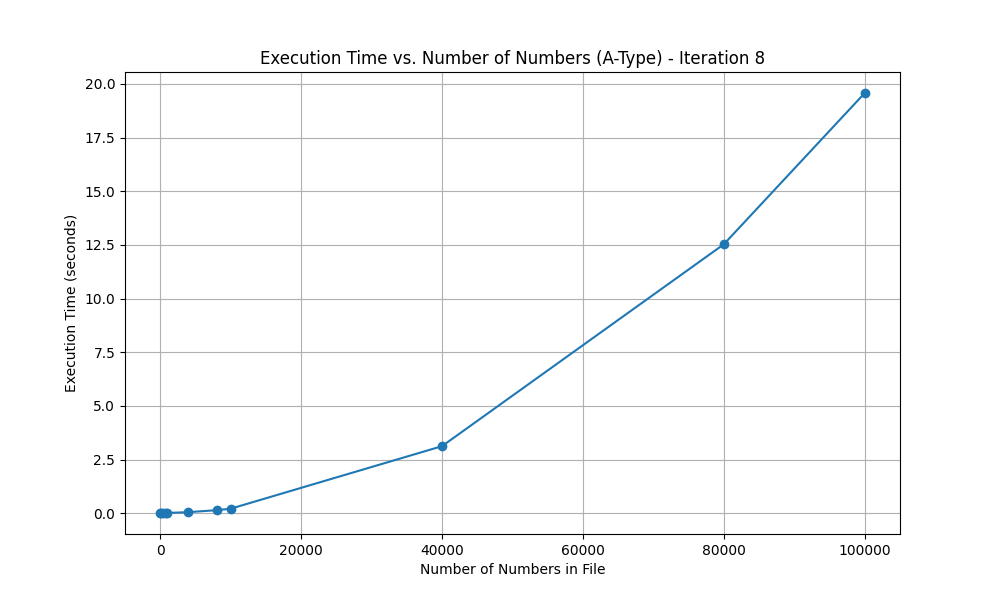 Execution Time vs. Number of Numbers (A-Type) - Iteration 8
20.0
17.5
15.0
12.5
10.0
7.5
5.0
2.5
0.0
Execution Time (seconds)
0 20000 40000 60000 80000 100000
Number of Numbers in File